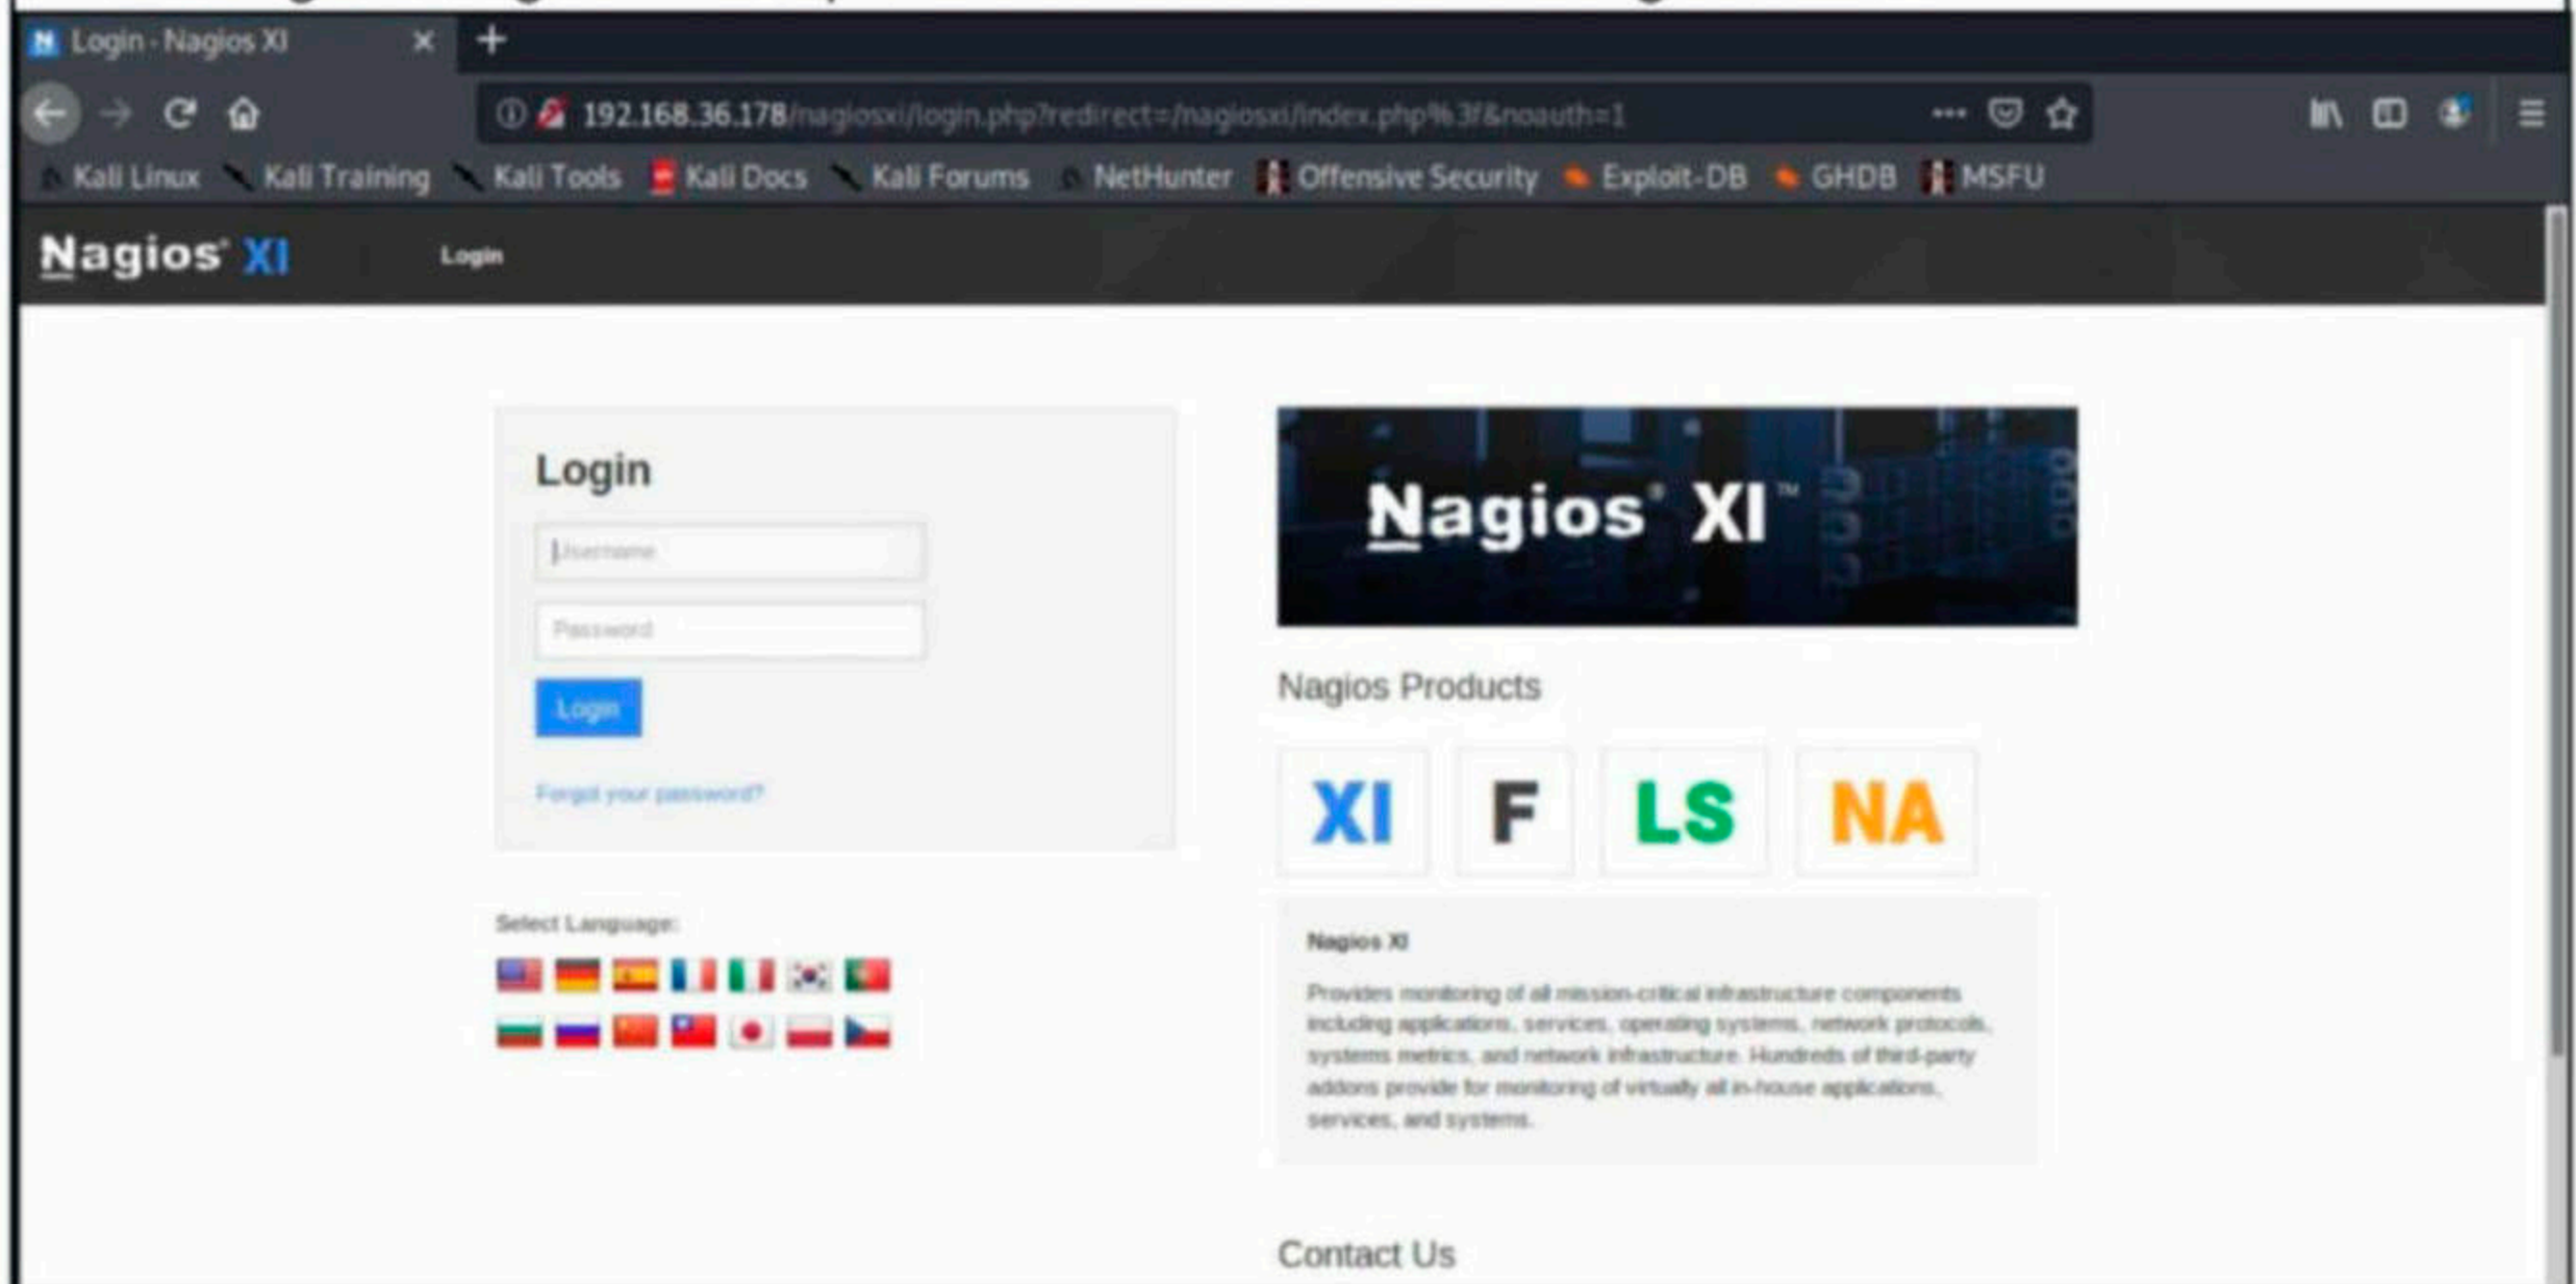 Login - Nagios XI
192.168.36.178/nagiosxi/login.php?redirect=/nagiosxi/index.php%3f&noauth=1
Kali Linux Kali Training Kali Tools Kali Docs Kali Forums NetHunter Offensive Security Exploit-DB GHDB MSFU
Nagios® XI Login
Login
Username
Password
Login
Forgot your password?
Select Language:
Nagios® XI™
Nagios Products
XI F LS NA
Nagios XI
Provides monitoring of all mission-critical infrastructure components
including applications, services, operating systems, network protocols,
systems metrics, and network infrastructure. Hundreds of third-party
addons provide for monitoring of virtually all in-house applications,
services, and systems.
Contact Us